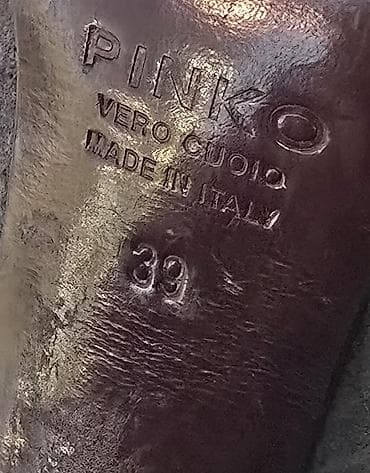 PINKO
VERO CUOIO
MADE IN ITALY
39